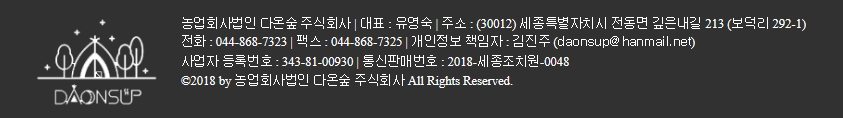 농업회사법인 다온숲 주식회사 | 대표 : 유영숙 | 주소 : (30012) 세종특별자치시 전동면 깊은내길 213 (보덕리 292-1)
전화 : 044-868-7323 | 팩스 : 044-868-7325 | 개인정보 책임자 : 김진주 (daonsup@hanmail.net)
사업자 등록번호 : 343-81-00930 | 통신판매번호 : 2018-세종조치원-0048
©2018 by 농업회사법인 다온숲 주식회사 All Rights Reserved.
DAONSUP